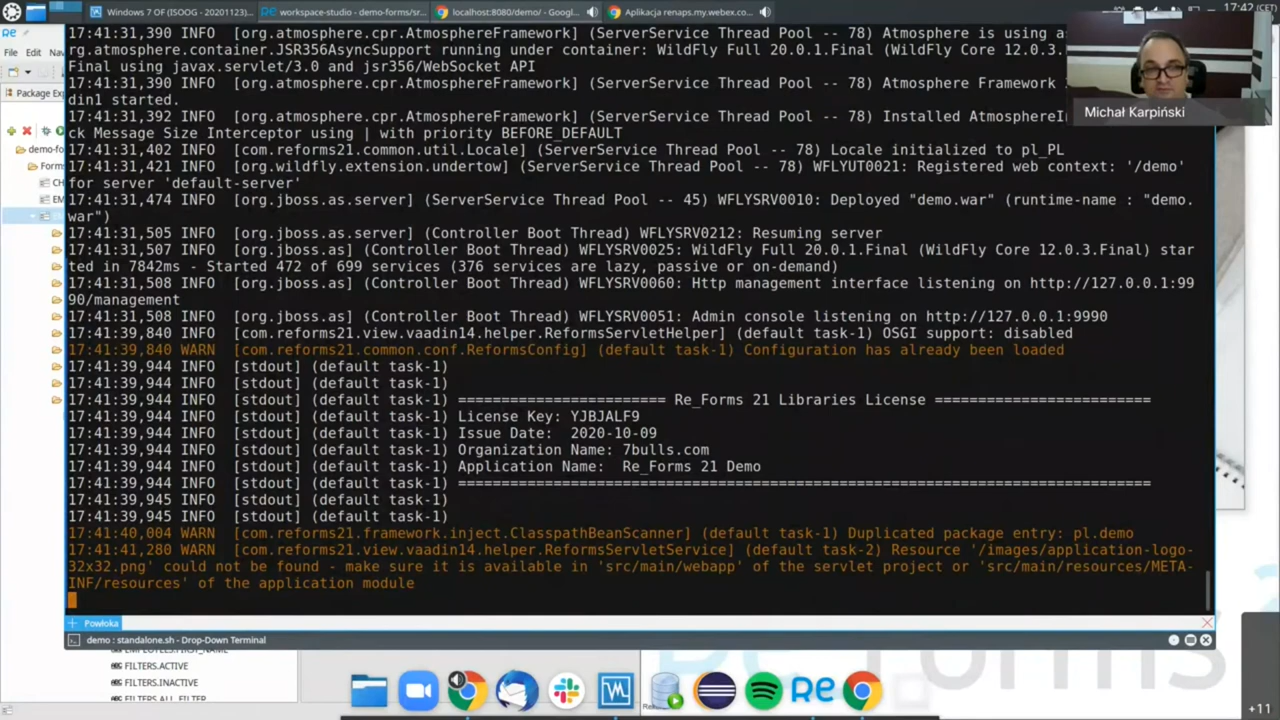 Windows 7 OF (ISOOG - 20201123)...
workspace-studio - demo-forms/sr...
localhost:8080/demo/ - Googl...
Aplikacja renaps.my.webex.co...
17:42 (CET)
Re
File Edit
Package Exp
demo-fo
Forms
CH
EM
17:41:31,390 INFO [org.atmosphere.cpr.AtmosphereFramework] (ServerService Thread Pool -- 78) Atmosphere is using
rg.atmosphere.container.JSR356AsyncSupport running under container: WildFly Full 20.0.1.Final (WildFly Core 12.0.3.
Final using javax.servlet/3.0 and jsr356/WebSocket API
17:41:31,390 INFO [org.atmosphere.cpr.AtmosphereFramework] (ServerService Thread Pool -- 78) Atmosphere Framework
din1 started.
17:41:31,392 INFO [org.atmosphere.cpr.AtmosphereFramework] (ServerService Thread Pool -- 78) Installed AtmosphereIn
ck Message Size Interceptor using | with priority BEFORE_DEFAULT
17:41:31,402 INFO [com.reforms21.common.util.Locale] (ServerService Thread Pool -- 78) Locale initialized to pl_PL
17:41:31,421 INFO [org.wildfly.extension.undertow] (ServerService Thread Pool -- 78) WFLYUT0021: Registered web context: '/demo'
for server 'default-server'
17:41:31,474 INFO [org.jboss.as.server] (ServerService Thread Pool -- 45) WFLYSRV0010: Deployed "demo.war" (runtime-name : "demo.
war")
17:41:31,505 INFO [org.jboss.as.server] (Controller Boot Thread) WFLYSRV0212: Resuming server
17:41:31,507 INFO [org.jboss.as] (Controller Boot Thread) WFLYSRV0025: WildFly Full 20.0.1.Final (WildFly Core 12.0.3.Final) star
ted in 7842ms - Started 472 of 699 services (376 services are lazy, passive or on-demand)
17:41:31,508 INFO [org.jboss.as] (Controller Boot Thread) WFLYSRV0060: Http management interface listening on http://127.0.0.1:99
90/management
17:41:31,508 INFO [org.jboss.as] (Controller Boot Thread) WFLYSRV0051: Admin console listening on http://127.0.0.1:9990
17:41:39,840 INFO [com.reforms21.view.vaadin14.helper.ReformsServletHelper] (default task-1) OSGI support: disabled
17:41:39,840 WARN [com.reforms21.common.conf.ReformsConfig] (default task-1) Configuration has already been loaded
17:41:39,944 INFO [stdout] (default task-1)
17:41:39,944 INFO [stdout] (default task-1)
17:41:39,944 INFO [stdout] (default task-1) ======================== Re_Forms 21 Libraries License =========================
17:41:39,944 INFO [stdout] (default task-1) License Key: YJBJALF9
17:41:39,944 INFO [stdout] (default task-1) Issue Date: 2020-10-09
17:41:39,944 INFO [stdout] (default task-1) Organization Name: 7bulls.com
17:41:39,944 INFO [stdout] (default task-1) Application Name: Re_Forms 21 Demo
17:41:39,944 INFO [stdout] (default task-1) ================================================================================
17:41:39,945 INFO [stdout] (default task-1)
17:41:39,945 INFO [stdout] (default task-1)
17:41:40,004 WARN [com.reforms21.framework.inject.ClasspathBeanScanner] (default task-1) Duplicated package entry: pl.demo
17:41:41,280 WARN [com.reforms21.view.vaadin14.helper.ReformsServletService] (default task-2) Resource '/images/application-logo-
32x32.png' could not be found - make sure it is available in 'src/main/webapp' of the servlet project or 'src/main/resources/META-
INF/resources' of the application module
Michał Karpiński
Powłoka
demo : standalone.sh - Drop-Down Terminal
FILTERS.ACTIVE
FILTERS.INACTIVE
FILTERS.ALL_FILTER
Re
+11